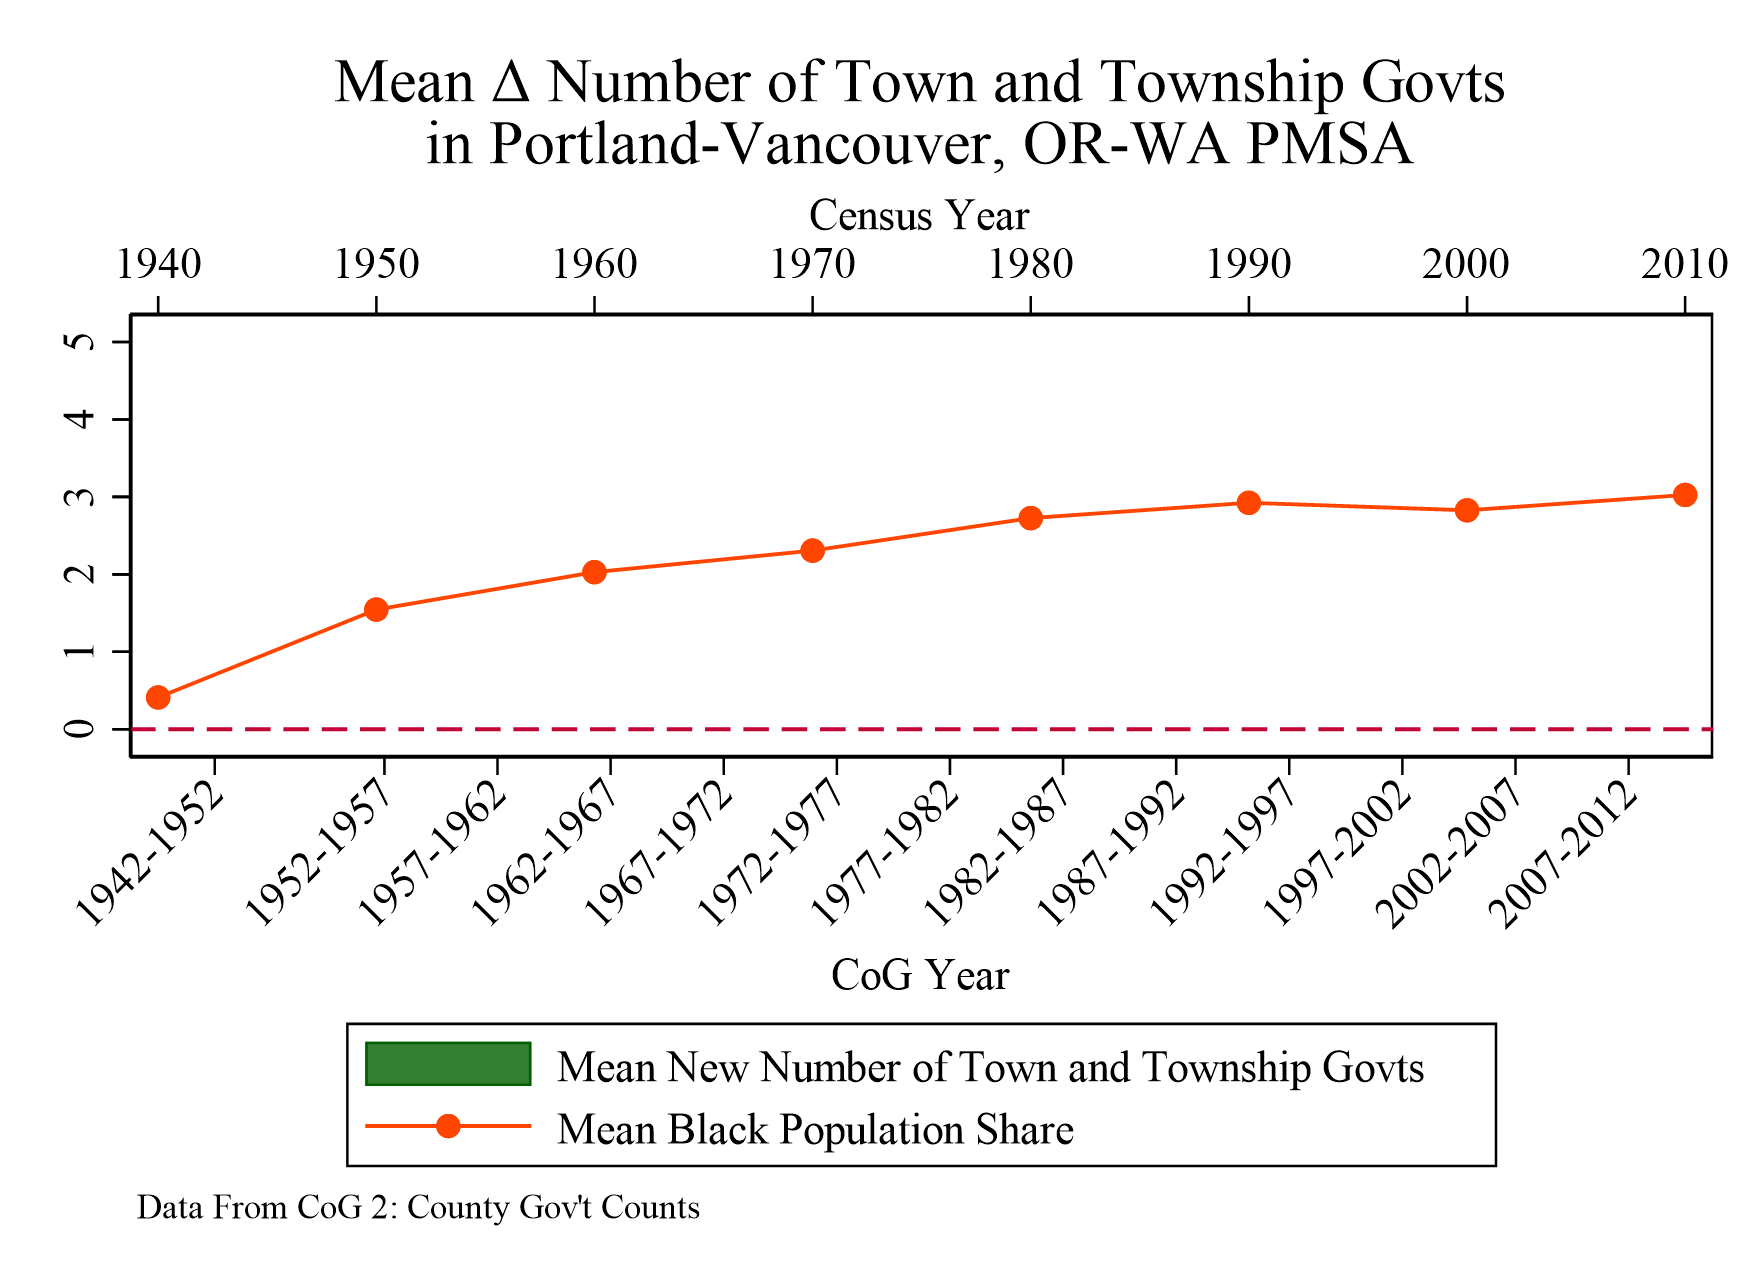 Mean Δ Number of Town and Township Govts
in Portland-Vancouver, OR-WA PMSA
Census Year
1940 1950 1960 1970 1980 1990 2000 2010
5
4
3
2
1
0
1942-1952 1952-1957 1957-1962 1962-1967 1967-1972 1972-1977 1977-1982 1982-1987 1987-1992 1992-1997 1997-2002 2002-2007 2007-2012
CoG Year
Mean New Number of Town and Township Govts
Mean Black Population Share
Data From CoG 2: County Gov't Counts